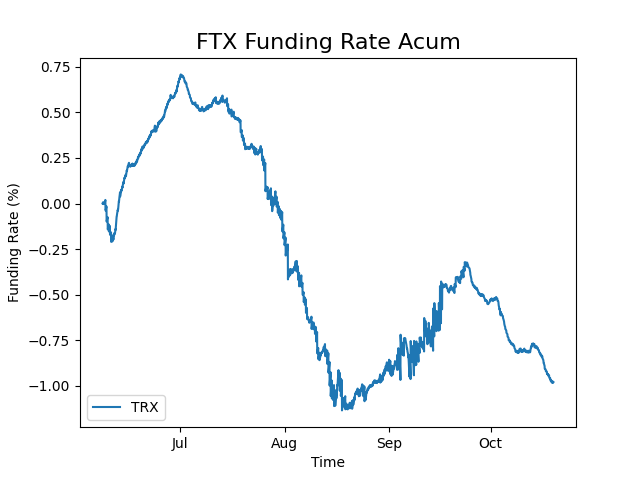 FTX Funding Rate Acum
0.75
0.50
0.25
0.00
−0.25
−0.50
−0.75
−1.00
Funding Rate (%)
TRX
Jul
Aug
Sep
Oct
Time